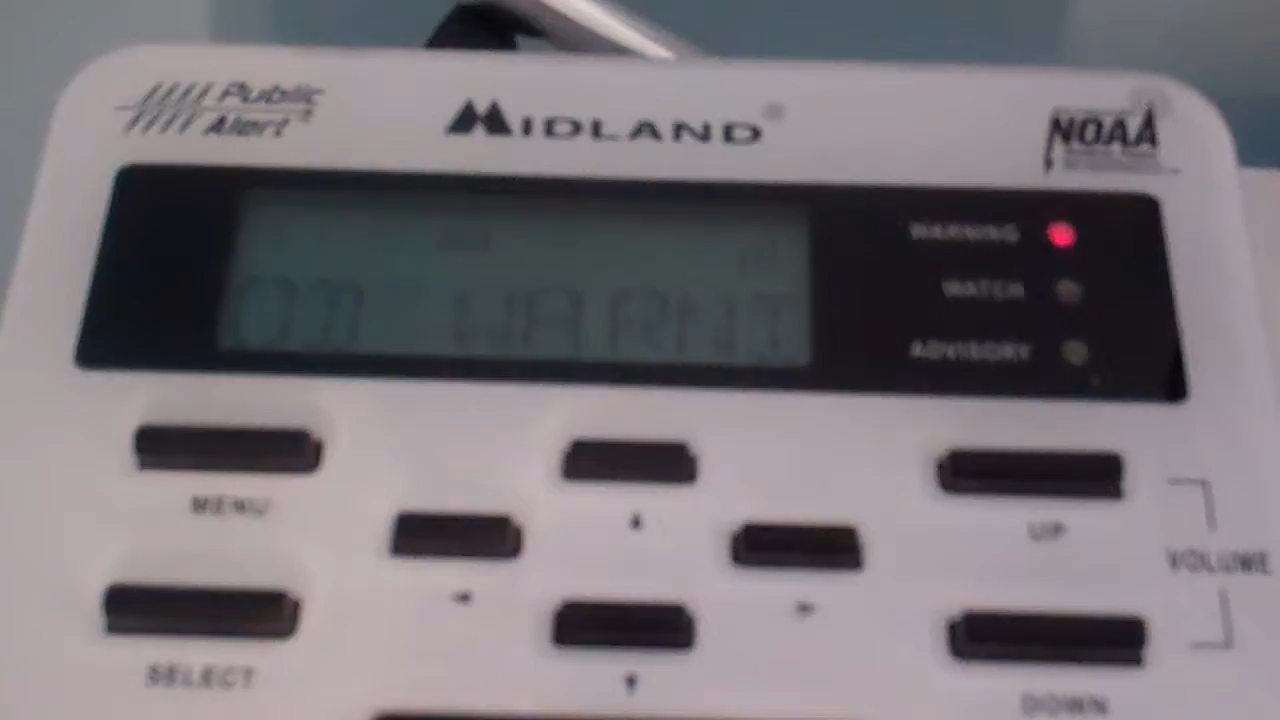 Public
Alert
MIDLAND
NOAA
WARNING
WATCH
ADVISORY
MENU
SELECT
UP
VOLUME
DOWN